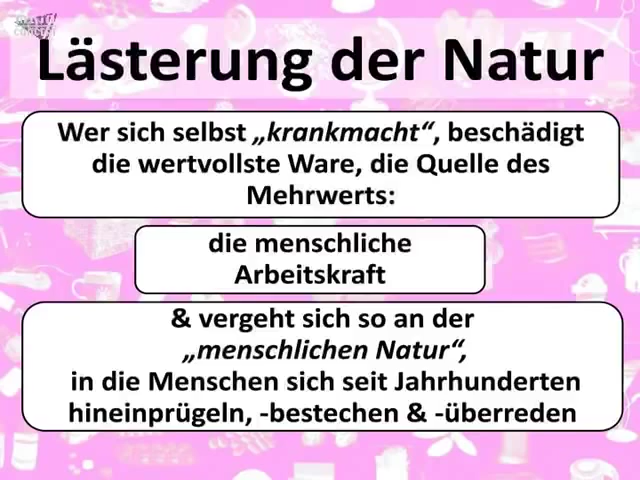 Lästerung der Natur
Wer sich selbst „krankmacht“, beschädigt
die wertvollste Ware, die Quelle des
Mehrwerts:
die menschliche
Arbeitskraft
& vergeht sich so an der
„menschlichen Natur“,
in die Menschen sich seit Jahrhunderten
hineinprügeln, -bestechen & -überreden